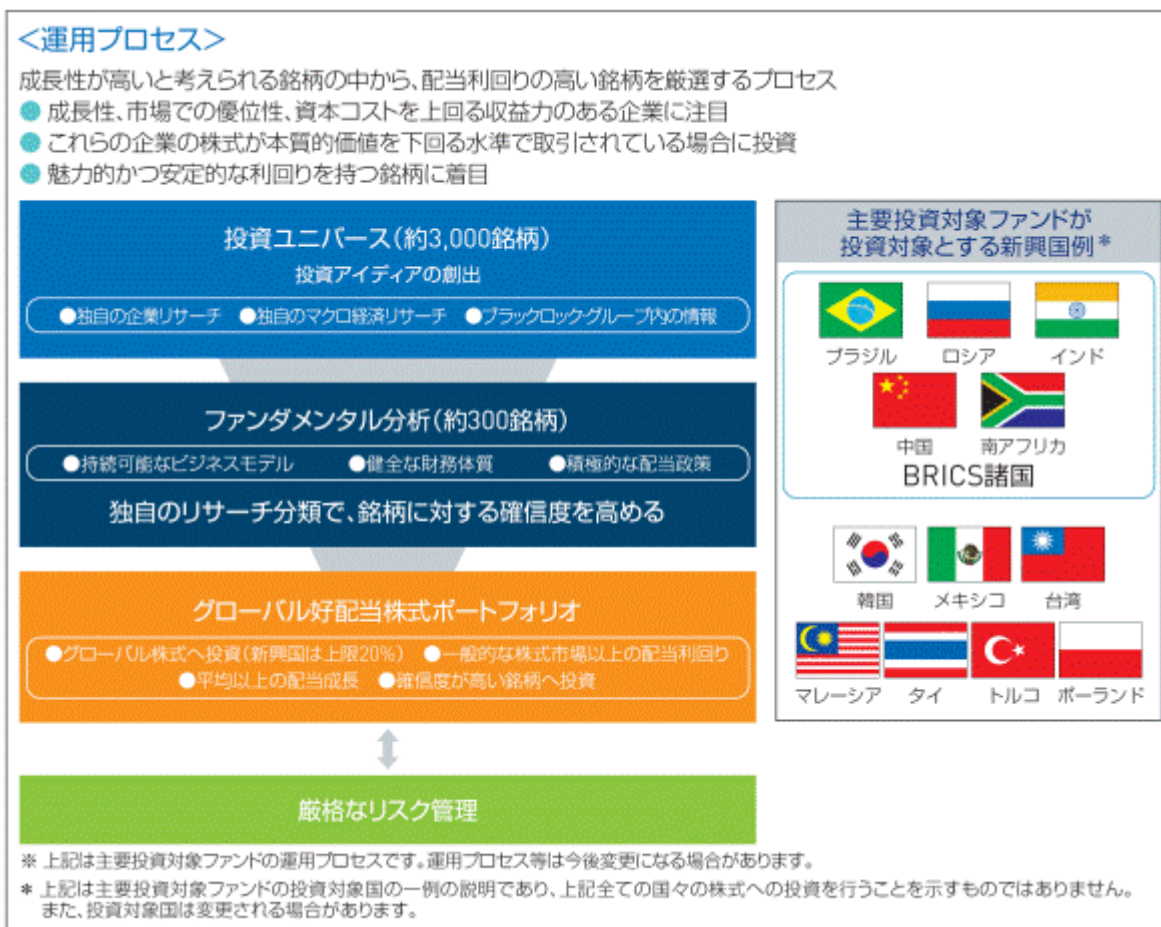 ＜運用プロセス＞
成長性が高いと考えられる銘柄の中から、配当利回りの高い銘柄を厳選するプロセス
● 成長性、市場での優位性、資本コストを上回る収益力のある企業に注目
● これらの企業の株式が本質的価値を下回る水準で取引されている場合に投資
● 魅力的かつ安定的な利回りを持つ銘柄に着目
投資ユニバース（約3,000銘柄）
投資アイディアの創出
●独自の企業リサーチ ●独自のマクロ経済リサーチ ●ブラックロック・グループ内の情報
ファンダメンタル分析（約300銘柄）
●持続可能なビジネスモデル ●健全な財務体質 ●積極的な配当政策
独自のリサーチ分類で、銘柄に対する確信度を高める
グローバル好配当株式ポートフォリオ
●グローバル株式へ投資（新興国は上限20%） ●一般的な株式市場以上の配当利回り
●平均以上の配当成長 ●確信度が高い銘柄へ投資
厳格なリスク管理
主要投資対象ファンドが
投資対象とする新興国例＊
ブラジル ロシア インド
中国 南アフリカ
BRICS諸国
韓国 メキシコ 台湾
マレーシア タイ トルコ ポーランド
※ 上記は主要投資対象ファンドの運用プロセスです。運用プロセス等は今後変更になる場合があります。
＊ 上記は主要投資対象ファンドの投資対象国の一例の説明であり、上記全ての国々の株式への投資を行うことを示すものではありません。
また、投資対象国は変更される場合があります。